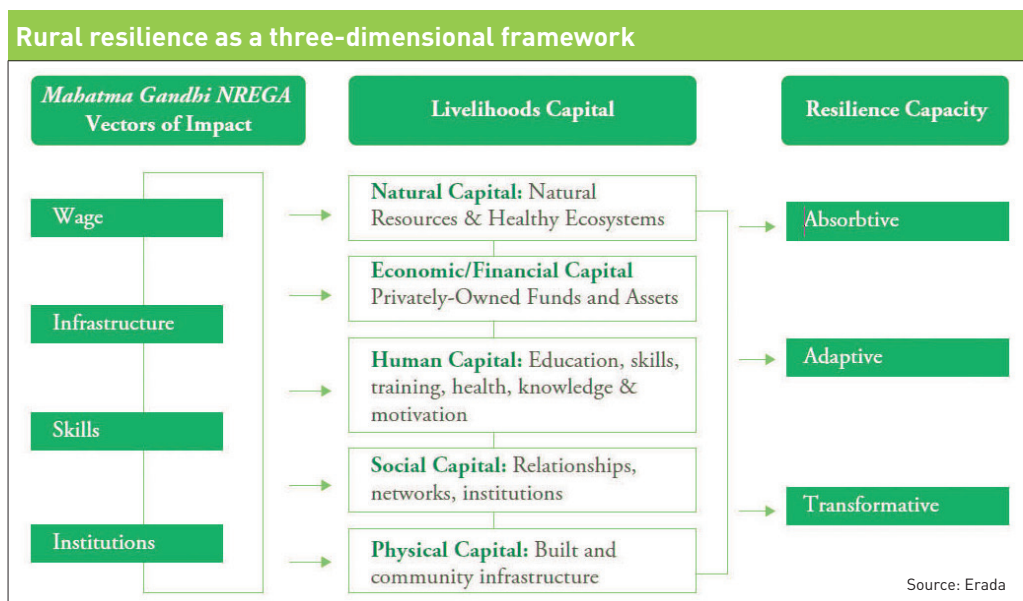 Rural resilience as a three-dimensional framework
Mahatma Gandhi NREGA
Vectors of Impact
Wage
Infrastructure
Skills
Institutions
Livelihoods Capital
Natural Capital: Natural
Resources & Healthy Ecosystems
Economic/Financial Capital
Privately-Owned Funds and Assets
Human Capital: Education, skills,
training, health, knowledge &
motivation
Social Capital: Relationships,
networks, institutions
Physical Capital: Built and
community infrastructure
Resilience Capacity
Absorbtive
Adaptive
Transformative
Source: Erada